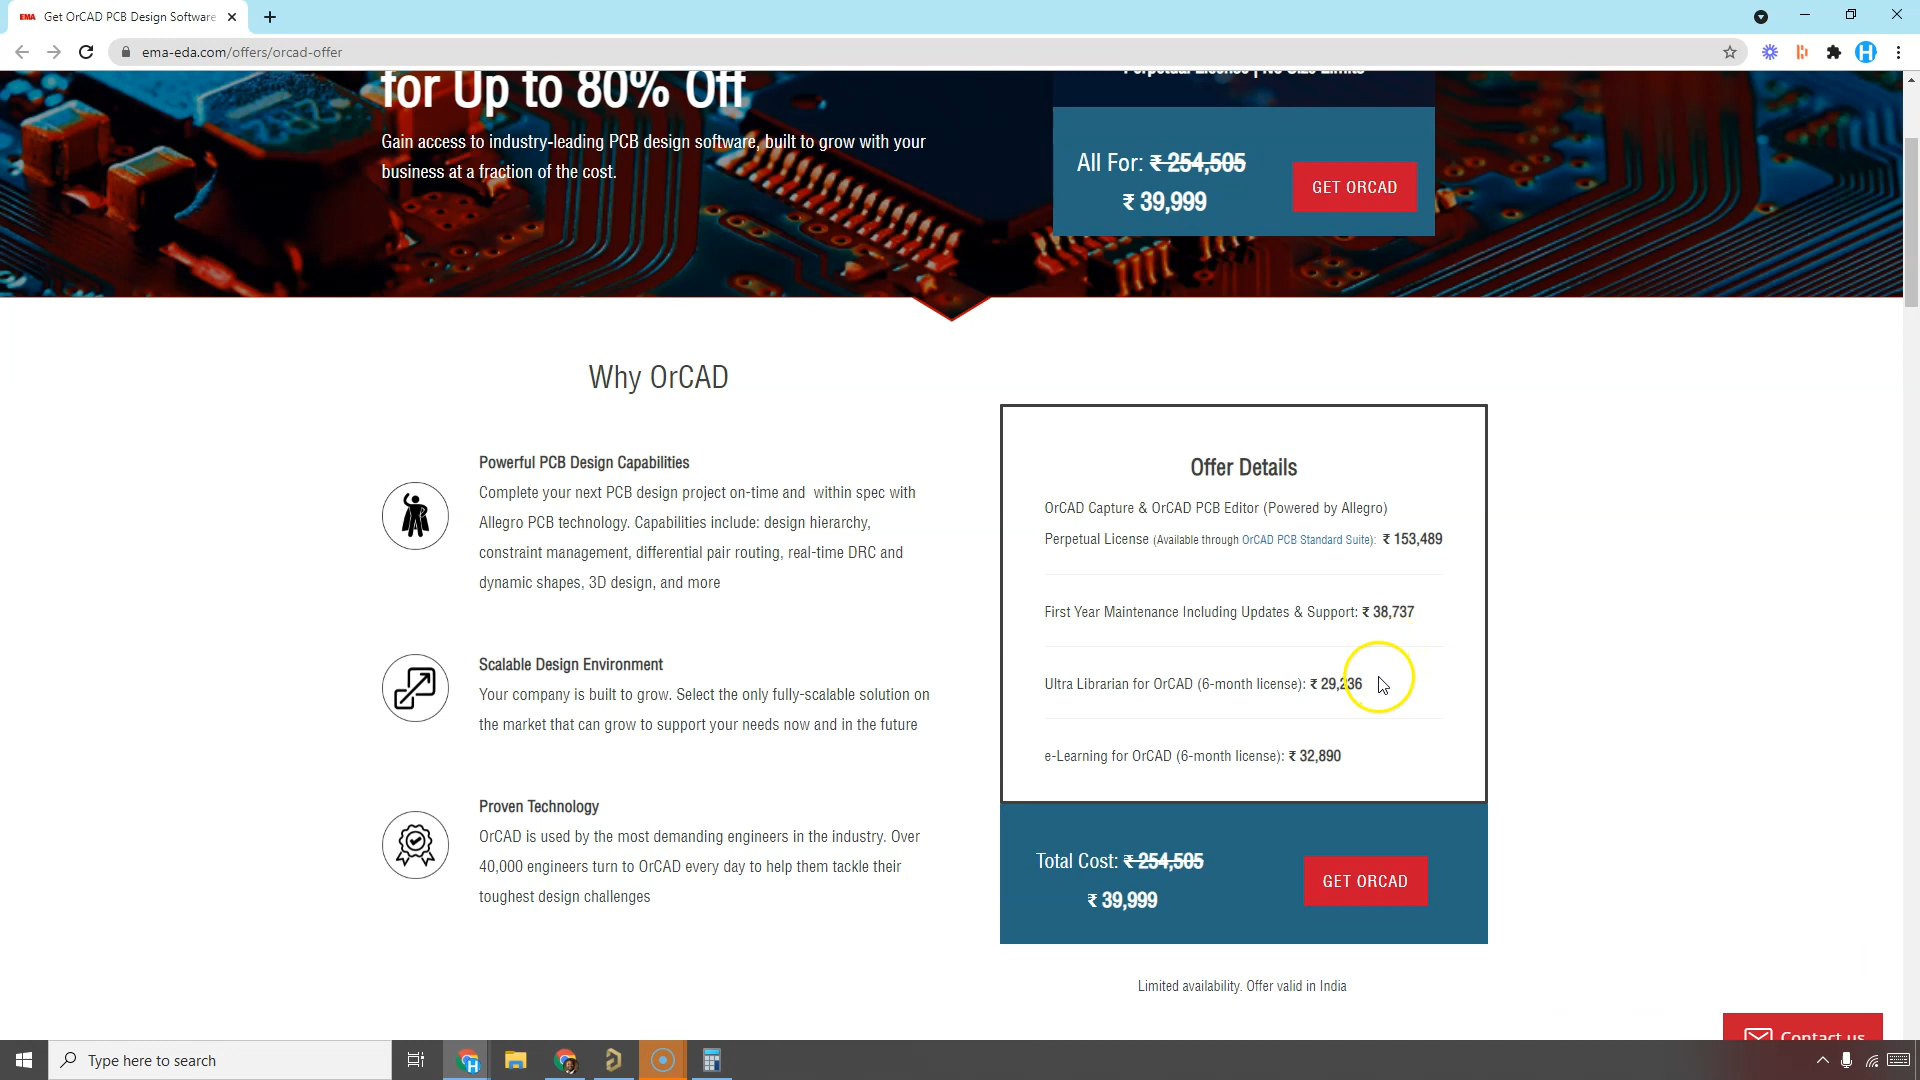 EMA Get OrCAD PCB Design Software
ema-eda.com/offers/orcad-offer
H
for Up to 80% Off
Gain access to industry-leading PCB design software, built to grow with your
business at a fraction of the cost.
Perpetual License | No Size Limits
All For: ₹ 254,505
₹ 39,999
GET ORCAD
Why OrCAD
Powerful PCB Design Capabilities
Complete your next PCB design project on-time and within spec with
Allegro PCB technology. Capabilities include: design hierarchy,
constraint management, differential pair routing, real-time DRC and
dynamic shapes, 3D design, and more
Scalable Design Environment
Your company is built to grow. Select the only fully-scalable solution on
the market that can grow to support your needs now and in the future
Proven Technology
OrCAD is used by the most demanding engineers in the industry. Over
40,000 engineers turn to OrCAD every day to help them tackle their
toughest design challenges
Offer Details
OrCAD Capture & OrCAD PCB Editor (Powered by Allegro)
Perpetual License (Available through OrCAD PCB Standard Suite): ₹ 153,489
First Year Maintenance Including Updates & Support: ₹ 38,737
Ultra Librarian for OrCAD (6-month license): ₹ 29,236
e-Learning for OrCAD (6-month license): ₹ 32,890
Total Cost: ₹ 254,505
₹ 39,999
GET ORCAD
Limited availability. Offer valid in India
Contact us
Type here to search
H